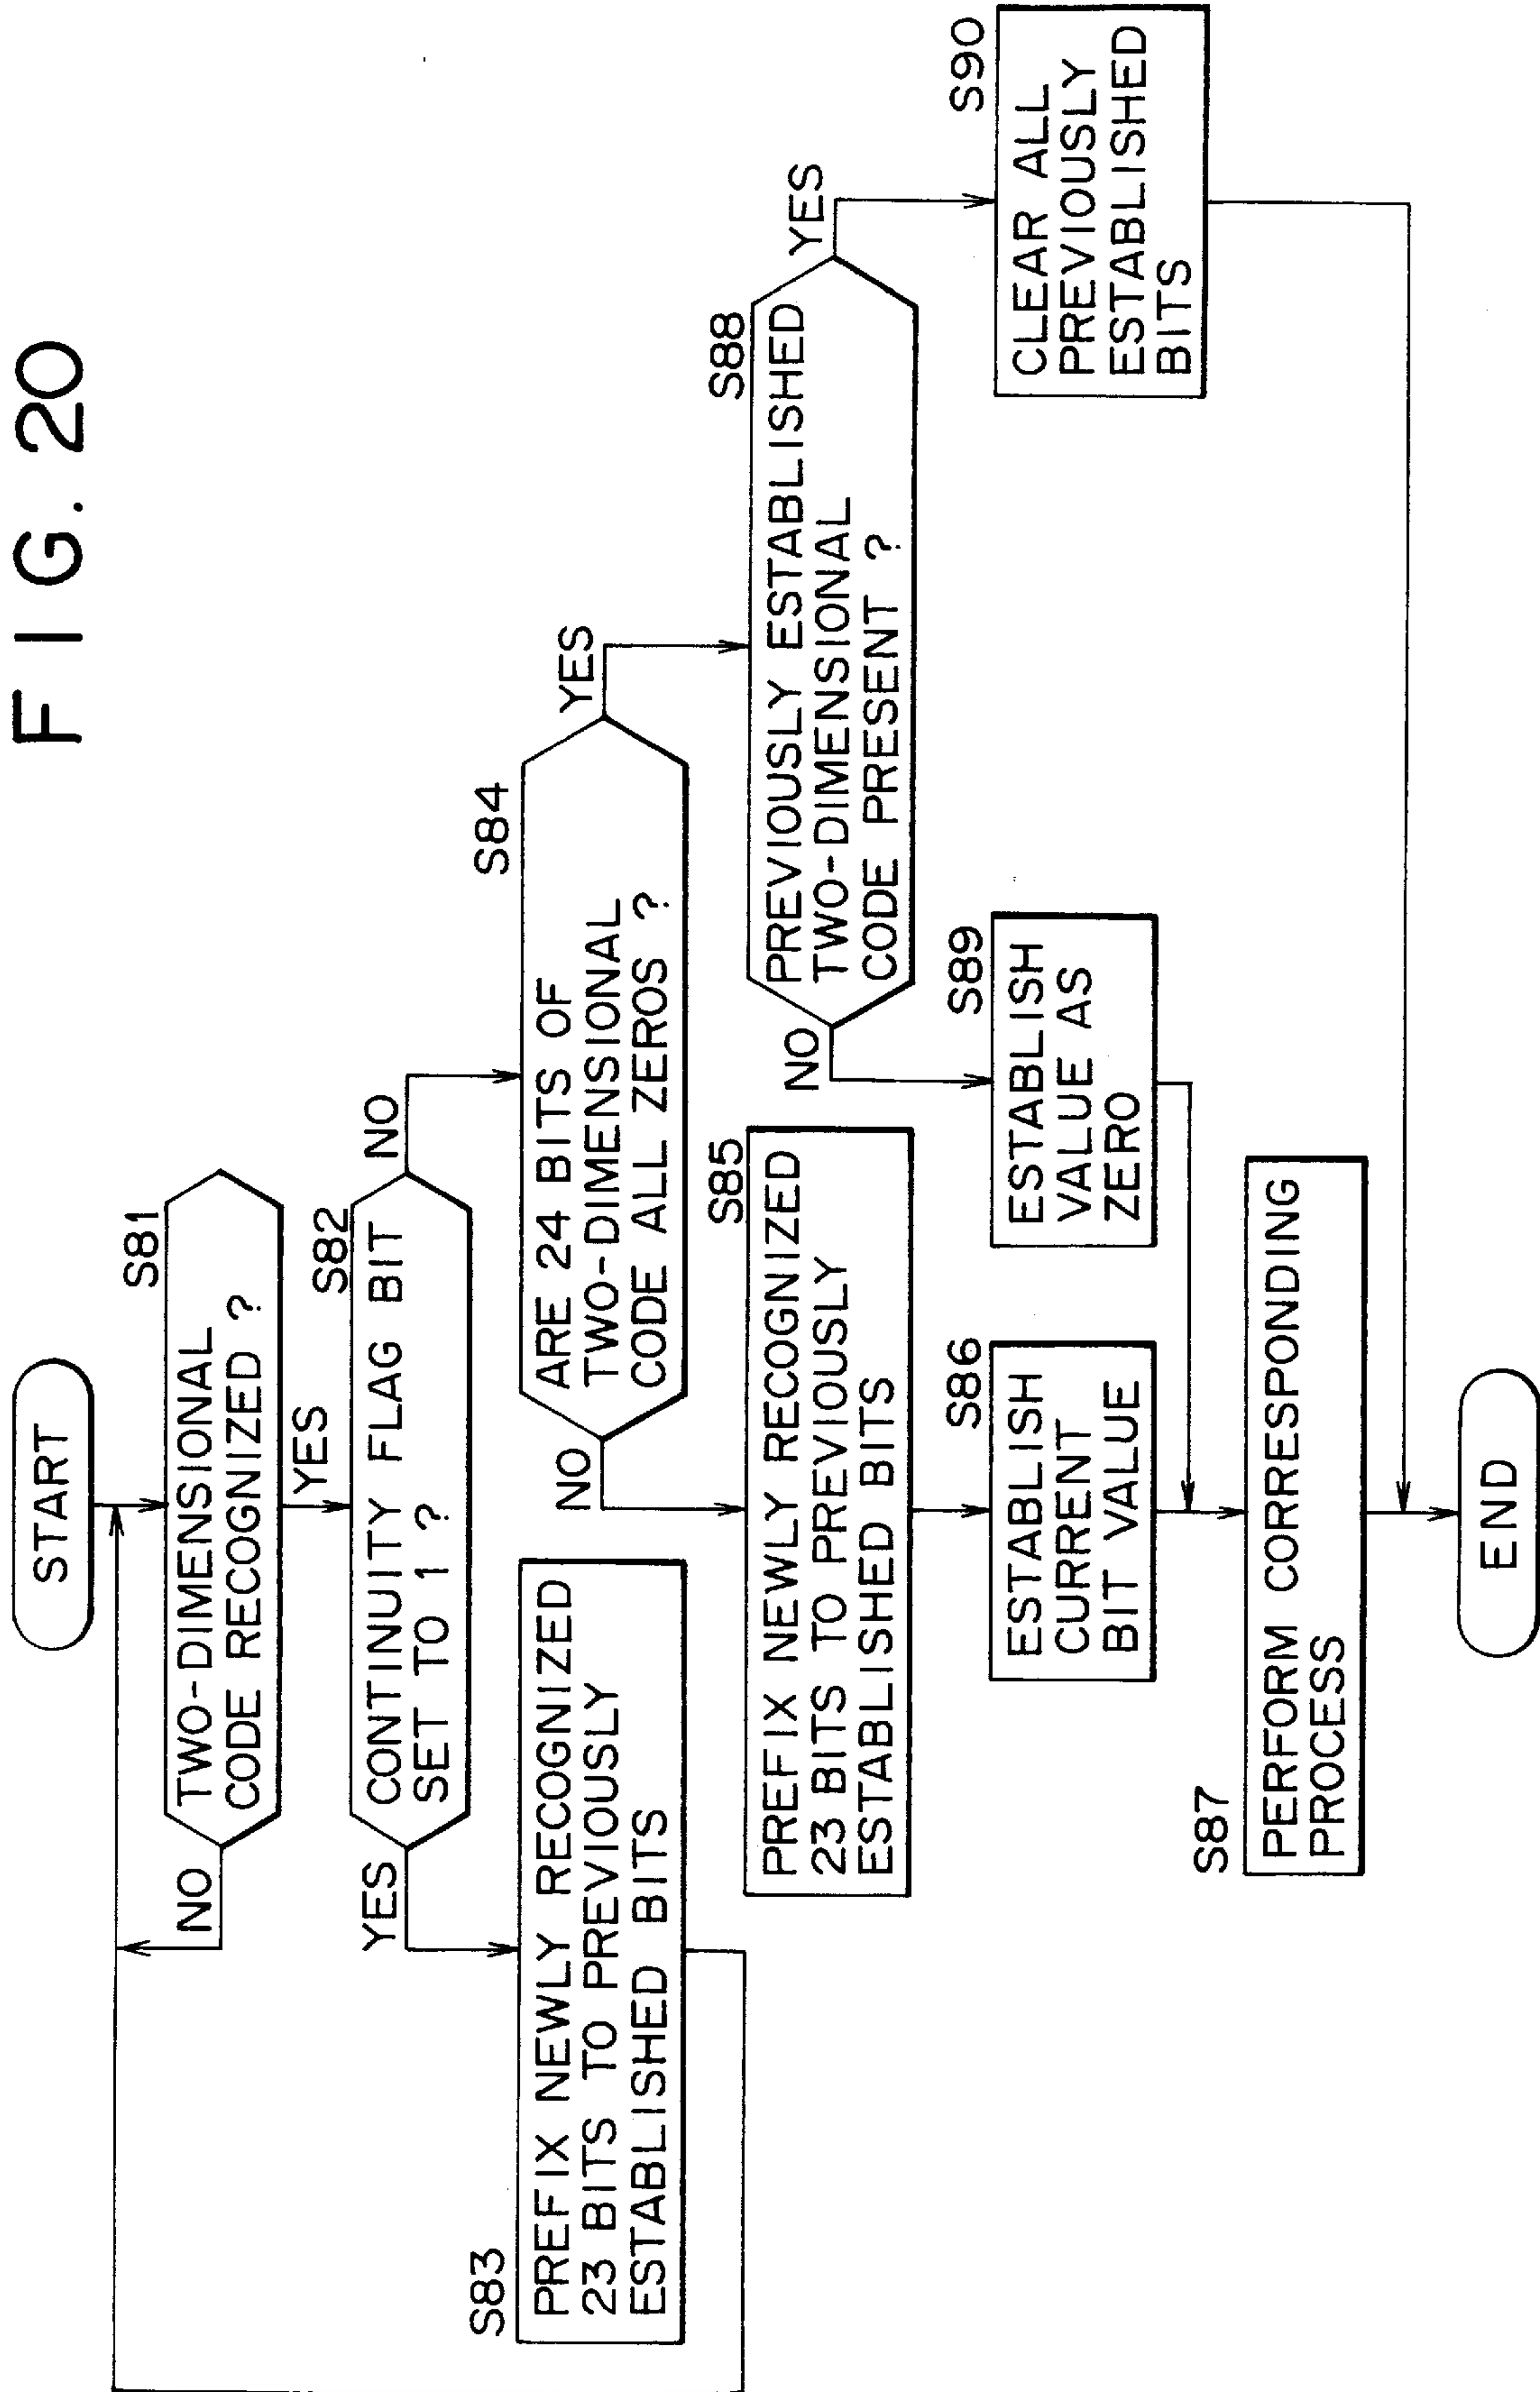 FIG. 20
START
S81
TWO-DIMENSIONAL
CODE RECOGNIZED ?
NO
YES
S82
CONTINUITY FLAG BIT
SET TO 1 ?
YES
NO
S83
PREFIX NEWLY RECOGNIZED
23 BITS TO PREVIOUSLY
ESTABLISHED BITS
S84
ARE 24 BITS OF
TWO-DIMENSIONAL
CODE ALL ZEROS ?
NO
YES
S85
PREFIX NEWLY RECOGNIZED
23 BITS TO PREVIOUSLY
ESTABLISHED BITS
S88
PREVIOUSLY ESTABLISHED
TWO-DIMENSIONAL
CODE PRESENT ?
NO
YES
S86
ESTABLISH
CURRENT
BIT VALUE
S89
ESTABLISH
VALUE AS
ZERO
S90
CLEAR ALL
PREVIOUSLY
ESTABLISHED
BITS
S87
PERFORM CORRESPONDING
PROCESS
END